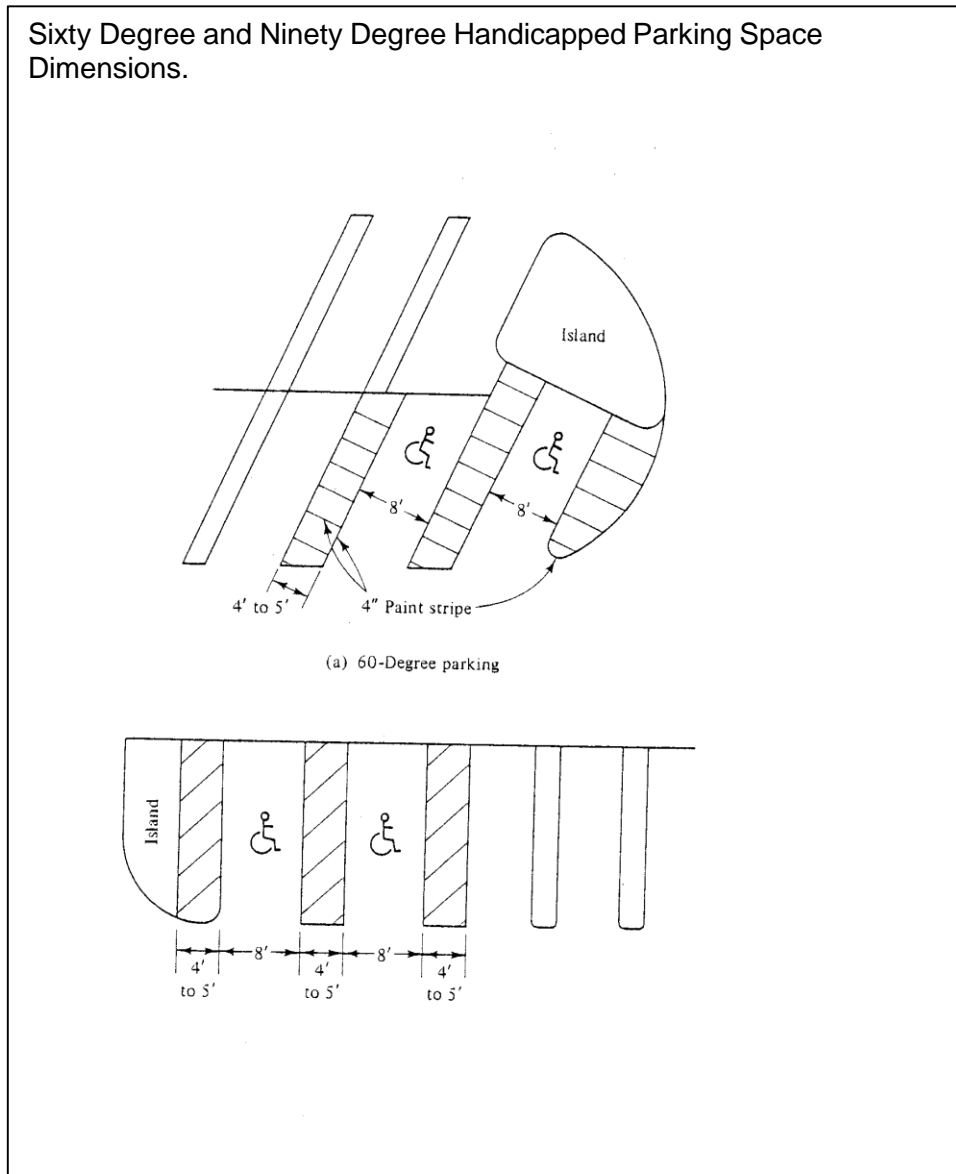 Sixty Degree and Ninety Degree Handicapped Parking Space
Dimensions.
Island
8'
8'
4' to 5'
4" Paint stripe
(a) 60-Degree parking
Island
4'
to 5'
8'
4'
to 5'
8'
4'
to 5'